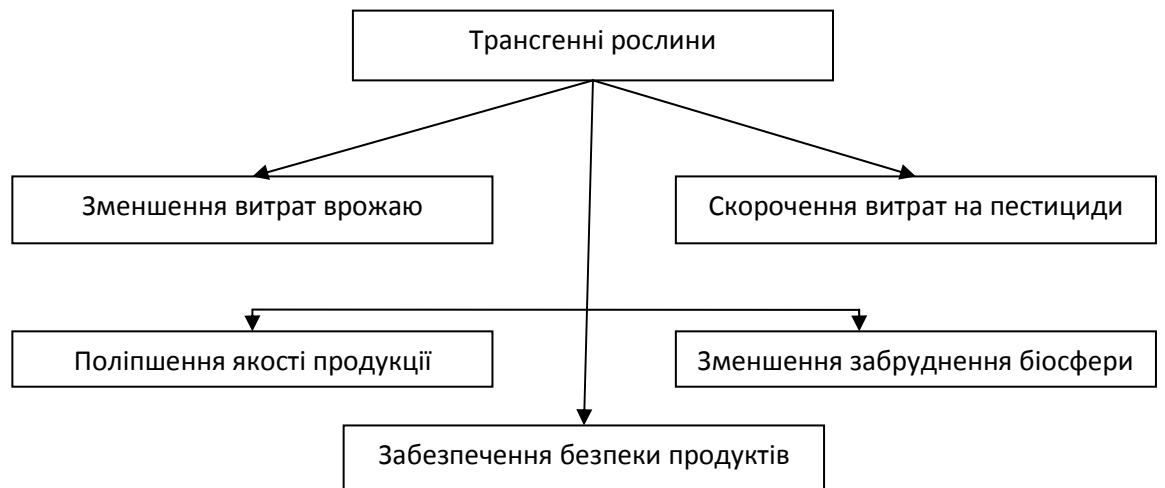 Трансгенні рослини
Зменшення витрат врожаю
Скорочення витрат на пестициди
Поліпшення якості продукції
Зменшення забруднення біосфери
Забезпечення безпеки продуктів